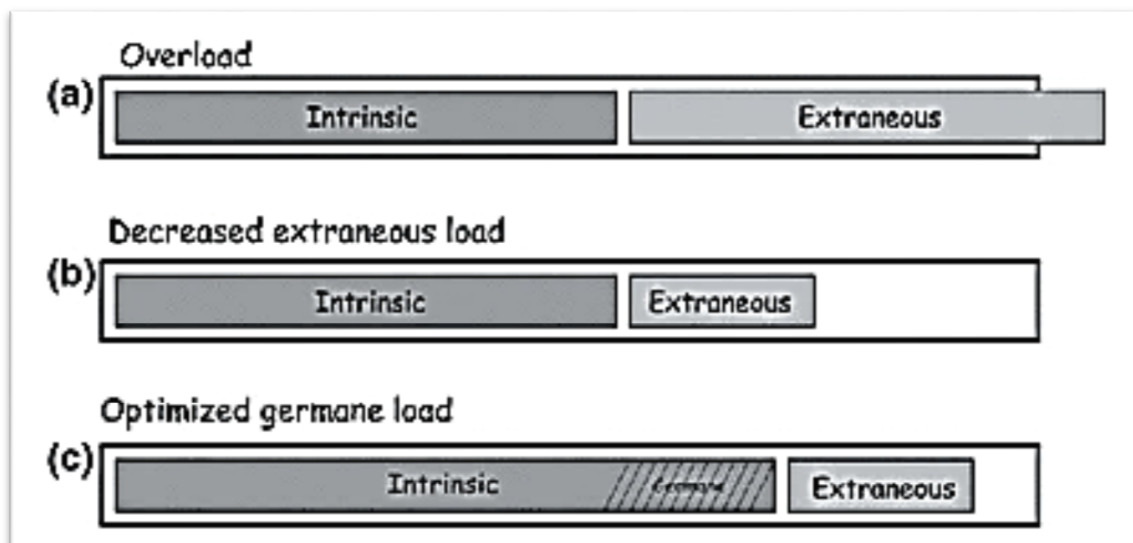 Overload
(a)
Intrinsic Extraneous
Decreased extraneous load
(b)
Intrinsic Extraneous
Optimized germane load
(c)
Intrinsic Extraneous